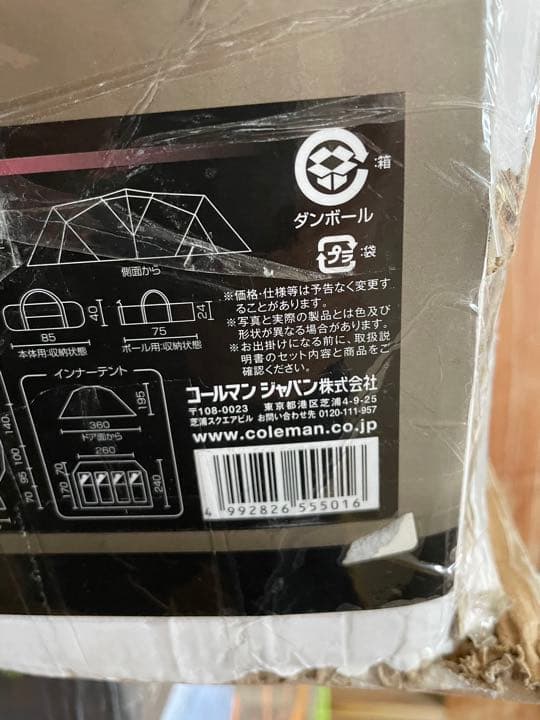 :箱
ダンボール
プラ
:袋
側面から
※価格・仕様等は予告なく変更す
ることがあります。
※写真と実際の製品とは色及び
形状が異なる場合があります。
※お出掛けになる前に、取扱説
明書のセット内容と商品をご
確認ください。
40
85
本体用:収納状態
24
75
ポール用:収納状態
インナーテント
195
360
ドア面から
260
70
170
240
140
100
95
70
コールマン ジャパン株式会社
〒108-0023 東京都港区芝浦4-9-25
芝浦スクエアビル お問い合わせ先 0120-111-957
www.coleman.co.jp
4 992826 555016